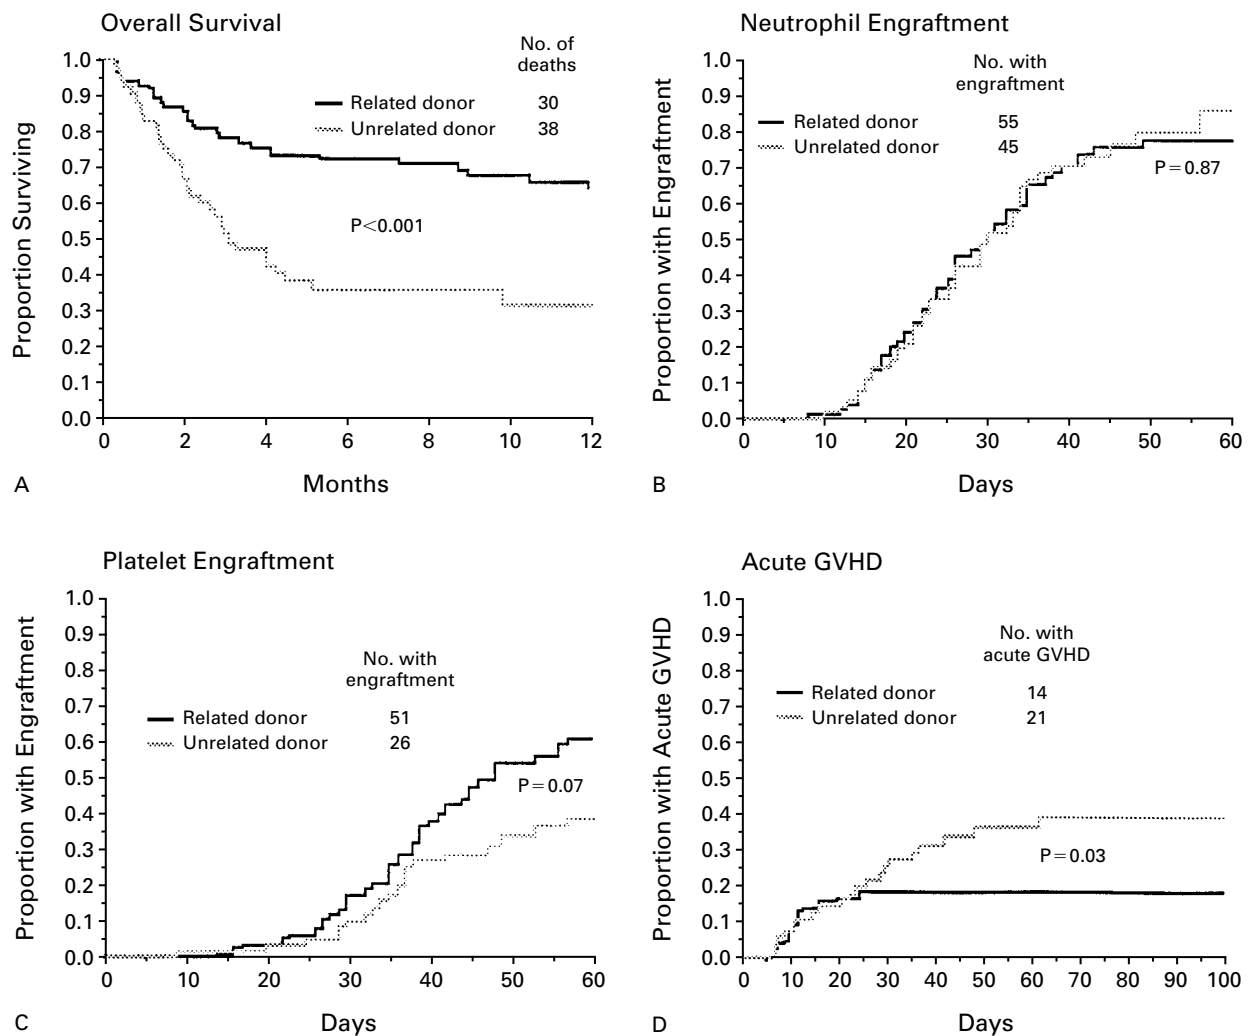 Overall Survival
No. of
deaths
Related donor 30
Unrelated donor 38
P<0.001
Proportion Surviving
1.0
0.9
0.8
0.7
0.6
0.5
0.4
0.3
0.2
0.1
0.0
0 2 4 6 8 10 12
A Months
Neutrophil Engraftment
No. with
engraftment
Related donor 55
Unrelated donor 45
P=0.87
Proportion with Engraftment
1.0
0.9
0.8
0.7
0.6
0.5
0.4
0.3
0.2
0.1
0.0
0 10 20 30 40 50 60
B Days
Platelet Engraftment
No. with
engraftment
Related donor 51
Unrelated donor 26
P=0.07
Proportion with Engraftment
1.0
0.9
0.8
0.7
0.6
0.5
0.4
0.3
0.2
0.1
0.0
0 10 20 30 40 50 60
C Days
Acute GVHD
No. with
acute GVHD
Related donor 14
Unrelated donor 21
P=0.03
Proportion with Acute GVHD
1.0
0.9
0.8
0.7
0.6
0.5
0.4
0.3
0.2
0.1
0.0
0 10 20 30 40 50 60 70 80 90 100
D Days